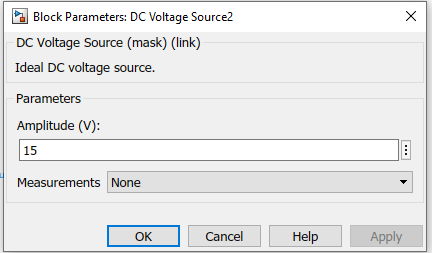 Block Parameters: DC Voltage Source2
DC Voltage Source (mask) (link)
Ideal DC voltage source.
Parameters
Amplitude (V):
15
Measurements None
OK Cancel Help Apply